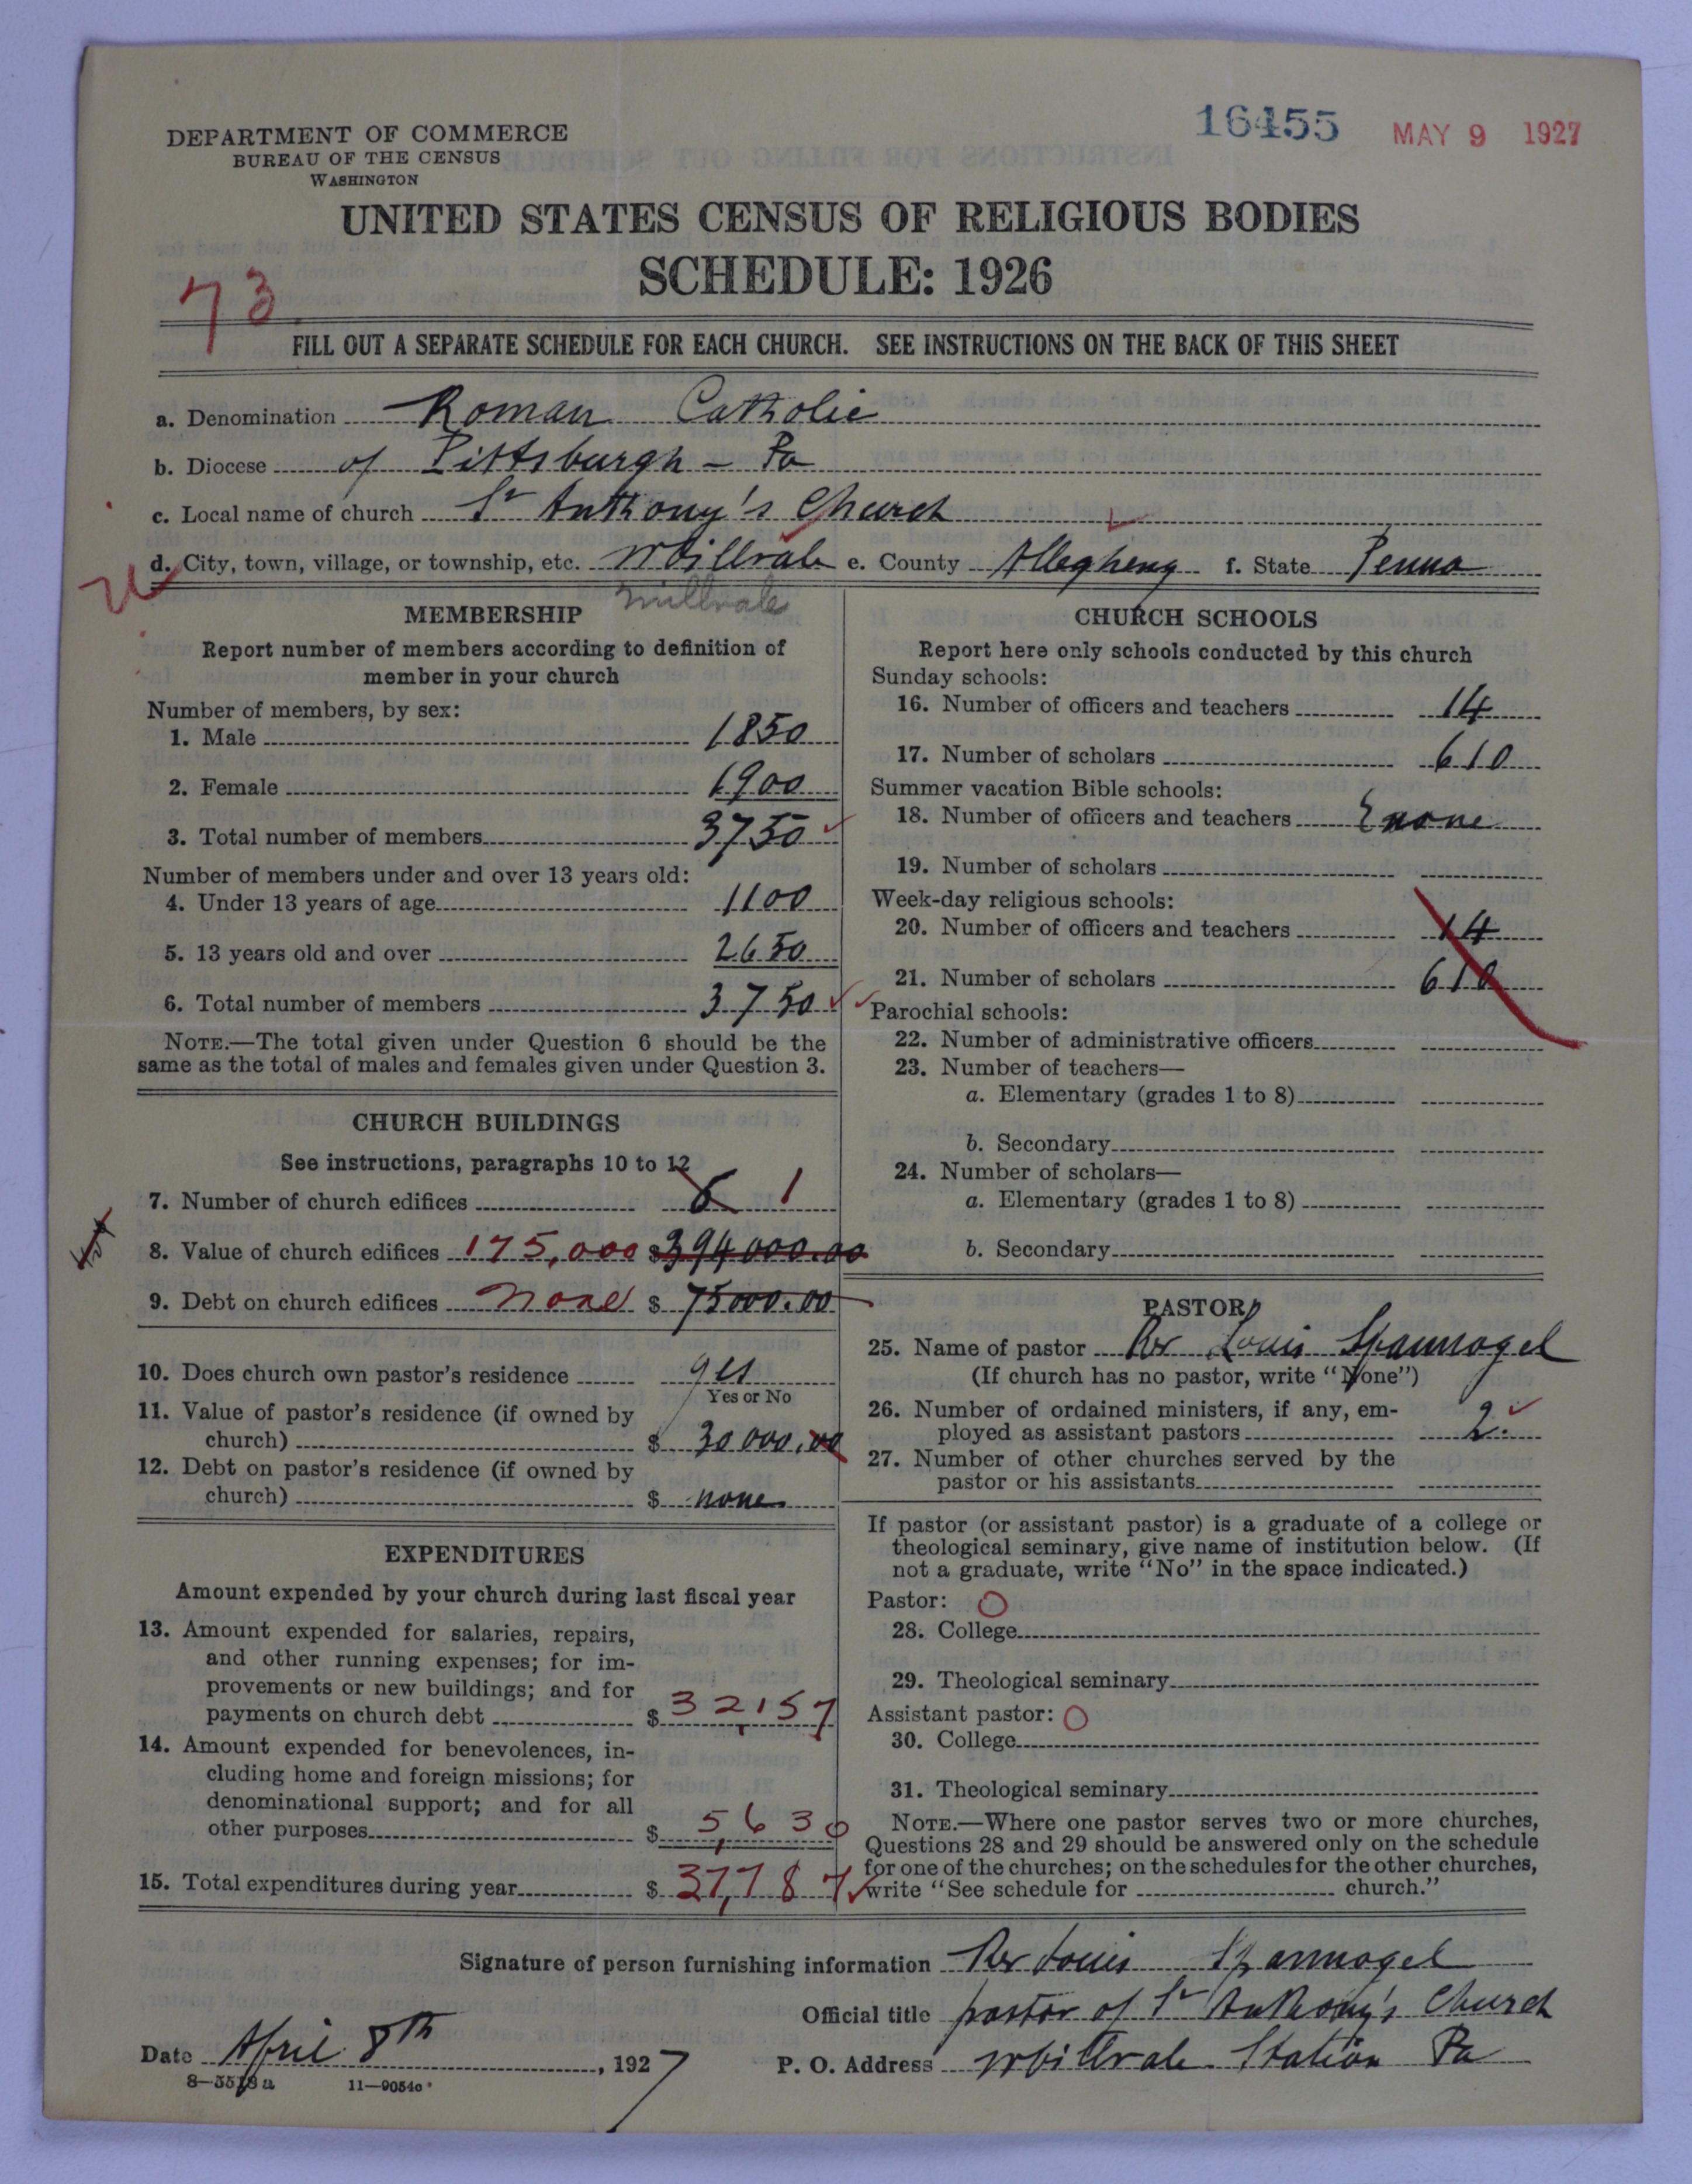 16455 MAY 9 1927
DEPARTMENT OF COMMERCE
BUREAU OF THE CENSUS
WASHINGTON
UNITED STATES CENSUS OF RELIGIOUS BODIES
SCHEDULE: 1926
73
FILL OUT A SEPARATE SCHEDULE FOR EACH CHURCH. SEE INSTRUCTIONS ON THE BACK OF THIS SHEET
a. Denomination Roman Catholic
b. Diocese of Pittsburgh - Pa
c. Local name of church St Anthony's Church
d. City, town, village, or township, etc. Millvale e. County Allegheny f. State Penna
Millvale
MEMBERSHIP
Report number of members according to definition of
member in your church
Number of members, by sex:
1. Male 1850
2. Female 1900
3. Total number of members 3750
Number of members under and over 13 years old:
4. Under 13 years of age 1100
5. 13 years old and over 2650
6. Total number of members 3750
NOTE.—The total given under Question 6 should be the
same as the total of males and females given under Question 3.
CHURCH BUILDINGS
See instructions, paragraphs 10 to 12
7. Number of church edifices 6 1
8. Value of church edifices 175,000 $394000.00
9. Debt on church edifices None $ 75000.00
10. Does church own pastor's residence yes
Yes or No
11. Value of pastor's residence (if owned by
church) $ 30000.00
12. Debt on pastor's residence (if owned by
church) $ none
EXPENDITURES
Amount expended by your church during last fiscal year
13. Amount expended for salaries, repairs,
and other running expenses; for im-
provements or new buildings; and for
payments on church debt $ 32,157
14. Amount expended for benevolences, in-
cluding home and foreign missions; for
denominational support; and for all
other purposes $ 5,630
15. Total expenditures during year $ 37,787
CHURCH SCHOOLS
Report here only schools conducted by this church
Sunday schools:
16. Number of officers and teachers 14
17. Number of scholars 610
Summer vacation Bible schools:
18. Number of officers and teachers none
19. Number of scholars
Week-day religious schools:
20. Number of officers and teachers 14
21. Number of scholars 610
Parochial schools:
22. Number of administrative officers
23. Number of teachers—
a. Elementary (grades 1 to 8)
b. Secondary
24. Number of scholars—
a. Elementary (grades 1 to 8)
b. Secondary
PASTOR
25. Name of pastor Rev Louis Spannagel
(If church has no pastor, write "None")
26. Number of ordained ministers, if any, em-
ployed as assistant pastors 2.
27. Number of other churches served by the
pastor or his assistants
If pastor (or assistant pastor) is a graduate of a college or
theological seminary, give name of institution below. (If
not a graduate, write "No" in the space indicated.)
Pastor: O
28. College
29. Theological seminary
Assistant pastor: O
30. College
31. Theological seminary
NOTE.—Where one pastor serves two or more churches,
Questions 28 and 29 should be answered only on the schedule
for one of the churches; on the schedules for the other churches,
write "See schedule for church."
Signature of person furnishing information Rev Louis Spannagel
Official title pastor of St Anthony's Church
Date April 8th, 1927 P. O. Address Millvale Station Pa
8—5513a 11—9054c